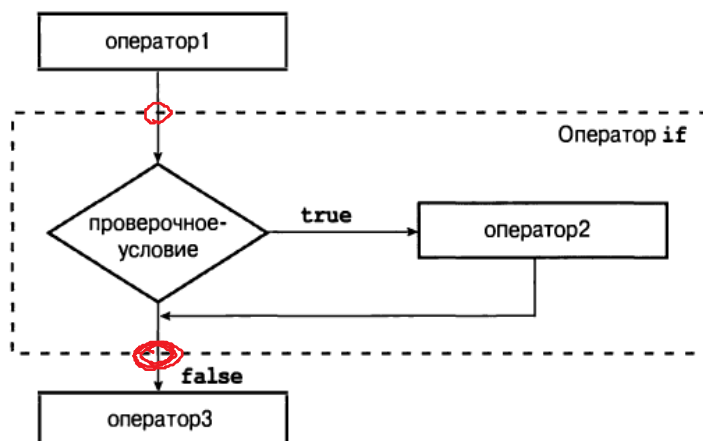 оператор1
Оператор if
проверочное-
условие
true
оператор2
false
оператор3